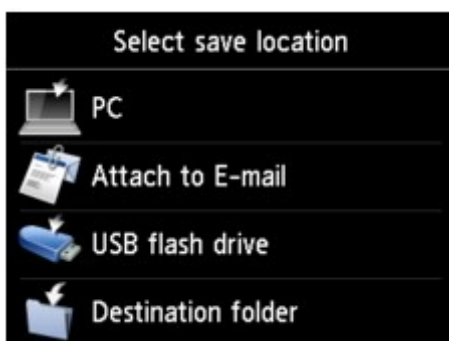 Select save location
PC
Attach to E-mail
USB flash drive
Destination folder